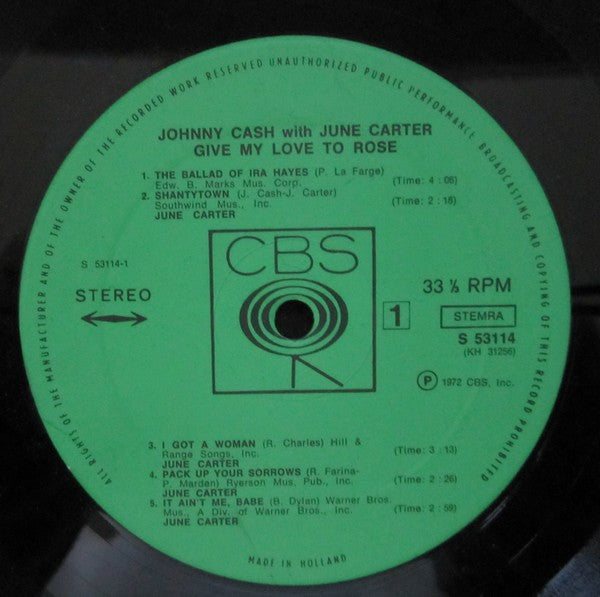 ALL RIGHTS OF THE MANUFACTURER AND OF THE OWNER OF THE RECORDED WORK RESERVED UNAUTHORIZED PUBLIC PERFORMANCE BROADCASTING AND COPYING OF THIS RECORD PROHIBITED
JOHNNY CASH with JUNE CARTER
GIVE MY LOVE TO ROSE
1. THE BALLAD OF IRA HAYES (P. La Farge)
Edw. B. Marks Mus. Corp. (Time: 4 : 05)
2. SHANTYTOWN (J. Cash-J. Carter)
Southwind Mus., Inc. (Time: 2 : 18)
JUNE CARTER
CBS
S 53114-1
STEREO
33 ⅓ RPM
1
STEMRA
S 53114
(KH 31256)
℗ 1972 CBS, Inc.
3. I GOT A WOMAN (R. Charles) Hill &
Range Songs, Inc. (Time: 3 : 13)
JUNE CARTER
4. PACK UP YOUR SORROWS (R. Farina-
P. Marden) Ryerson Mus. Pub., Inc. (Time: 2 : 26)
JUNE CARTER
5. IT AIN'T ME, BABE (B. Dylan) Warner Bros.
Mus., A Div. of Warner Bros., Inc. (Time: 2 : 59)
JUNE CARTER
MADE IN HOLLAND